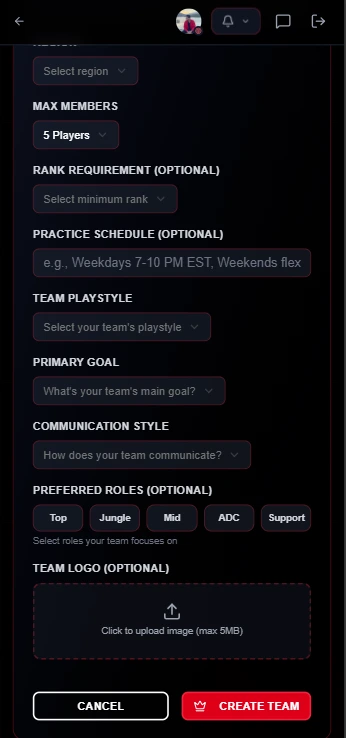 REGION
Select region
MAX MEMBERS
5 Players
RANK REQUIREMENT (OPTIONAL)
Select minimum rank
PRACTICE SCHEDULE (OPTIONAL)
e.g., Weekdays 7-10 PM EST, Weekends flex
TEAM PLAYSTYLE
Select your team's playstyle
PRIMARY GOAL
What's your team's main goal?
COMMUNICATION STYLE
How does your team communicate?
PREFERRED ROLES (OPTIONAL)
Top Jungle Mid ADC Support
Select roles your team focuses on
TEAM LOGO (OPTIONAL)
Click to upload image (max 5MB)
CANCEL CREATE TEAM